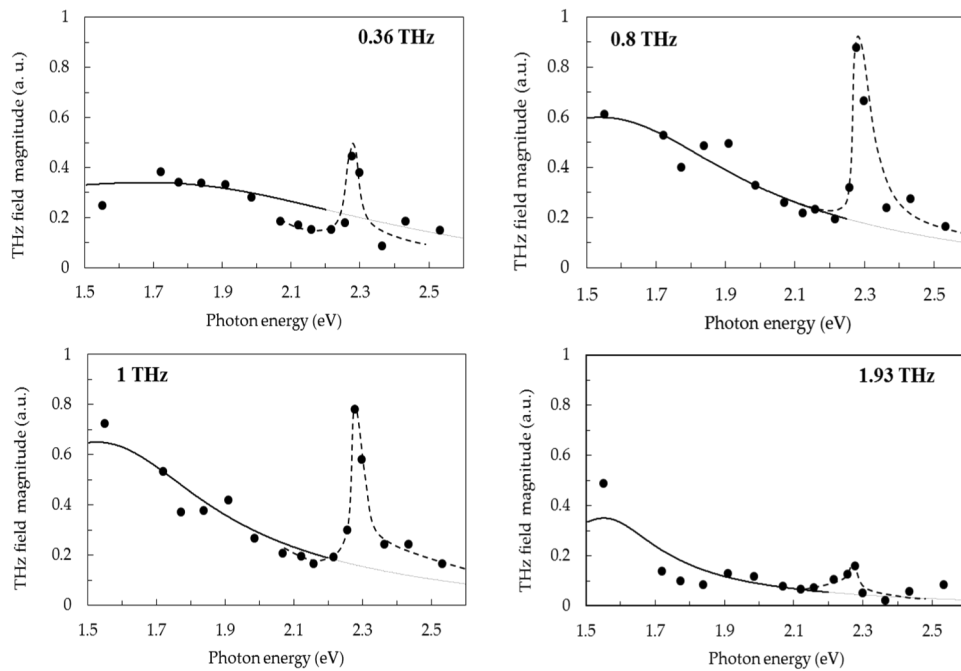 0.36 THz
THz field magnitude (a. u.)
1
0.8
0.6
0.4
0.2
0
1.5 1.7 1.9 2.1 2.3 2.5
Photon energy (eV)
0.8 THz
THz field magnitude (a.u.)
1
0.8
0.6
0.4
0.2
0
1.5 1.7 1.9 2.1 2.3 2.5
Photon energy (eV)
1 THz
THz field magnitude (a.u.)
1
0.8
0.6
0.4
0.2
0
1.5 1.7 1.9 2.1 2.3 2.5
Photon energy (eV)
1.93 THz
THz field magnitude (a.u.)
1
0.8
0.6
0.4
0.2
0
1.5 1.7 1.9 2.1 2.3 2.5
Photon energy (eV)